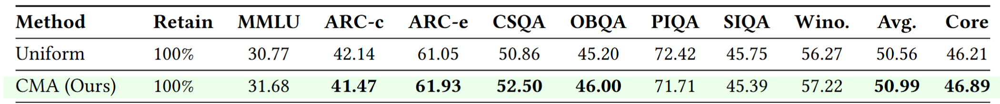 Method Retain MMLU ARC-c ARC-e CSQA OBQA PIQA SIQA Wino. Avg. Core
Uniform 100% 30.77 42.14 61.05 50.86 45.20 72.42 45.75 56.27 50.56 46.21
CMA (Ours) 100% 31.68 41.47 61.93 52.50 46.00 71.71 45.39 57.22 50.99 46.89